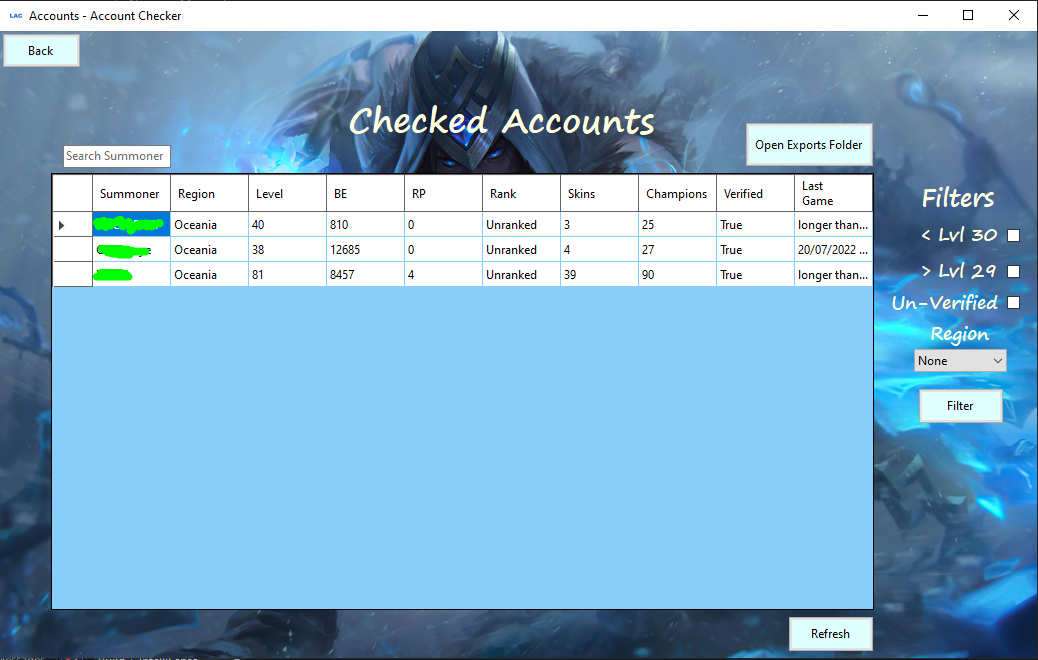 LAC Accounts - Account Checker
Back
Checked Accounts
Open Exports Folder
Search Summoner
Summoner Region Level BE RP Rank Skins Champions Verified Last Game
Oceania 40 810 0 Unranked 3 25 True longer than...
Oceania 38 12685 0 Unranked 4 27 True 20/07/2022 ...
Oceania 81 8457 4 Unranked 39 90 True longer than...
Filters
< Lvl 30
> Lvl 29
Un-Verified
Region
None
Filter
Refresh